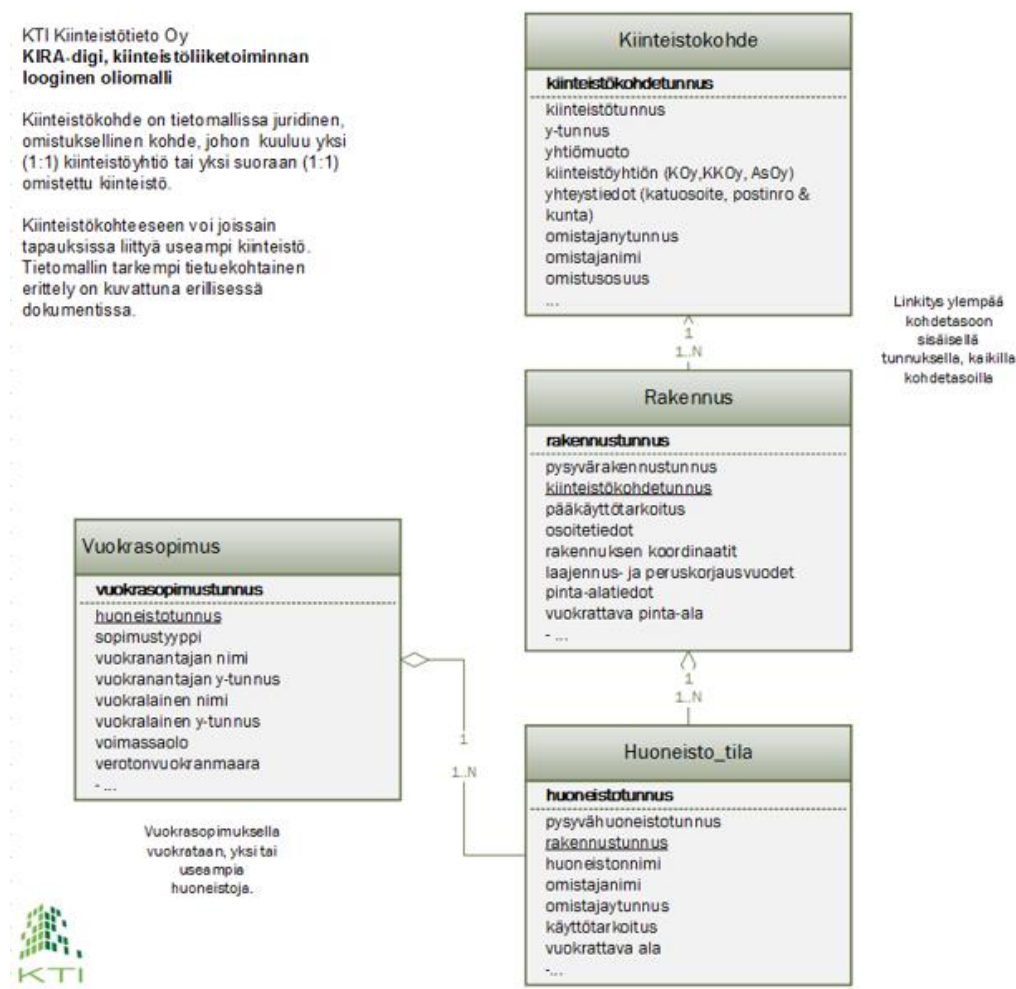 KTI Kiinteistötieto Oy
KIRA-digi, kiinteistöliiketoiminnan
looginen oliomalli
Kiinteistökohde on tietomallissa juridinen,
omistuksellinen kohde, johon kuuluu yksi
(1:1) kiinteistöyhtiö tai yksi suoraan (1:1)
omistettu kiinteistö.
Kiinteistökohteeseen voi joissain
tapauksissa liittyä useampi kiinteistö.
Tietomallin tarkempi tietuekohtainen
erittely on kuvattuna erillisessä
dokumentissa.
Kiinteistokohde
kiinteistökohdetunnus
kiinteistötunnus
y-tunnus
yhtiömuoto
kiinteistöyhtiön (KOy,KKOy, AsOy)
yhteystiedot (katuosoite, postinro &
kunta)
omistajanytunnus
omistajanimi
omistusosuus
...
1
1..N
Linkitys ylempää
kohdetasoon
sisäisellä
tunnuksella, kaikilla
kohdetasoilla
Rakennus
rakennustunnus
pysyvärakennustunnus
kiinteistökohdetunnus
pääkäyttötarkoitus
osoitetiedot
rakennuksen koordinaatit
laajennus- ja peruskorjausvuodet
pinta-alatiedot
vuokrattava pinta-ala
- ...
1
1..N
Vuokrasopimus
vuokrasopimustunnus
huoneistotunnus
sopimustyyppi
vuokranantajan nimi
vuokranantajan y-tunnus
vuokralainen nimi
vuokralainen y-tunnus
voimassaolo
verotonvuokranmaara
- ...
1
1..N
Vuokrasopimuksella
vuokrataan, yksi tai
useampia
huoneistoja.
Huoneisto_tila
huoneistotunnus
pysyvähuoneistotunnus
rakennustunnus
huoneistonnimi
omistajanimi
omistajaytunnus
käyttötarkoitus
vuokrattava ala
-...
KTI